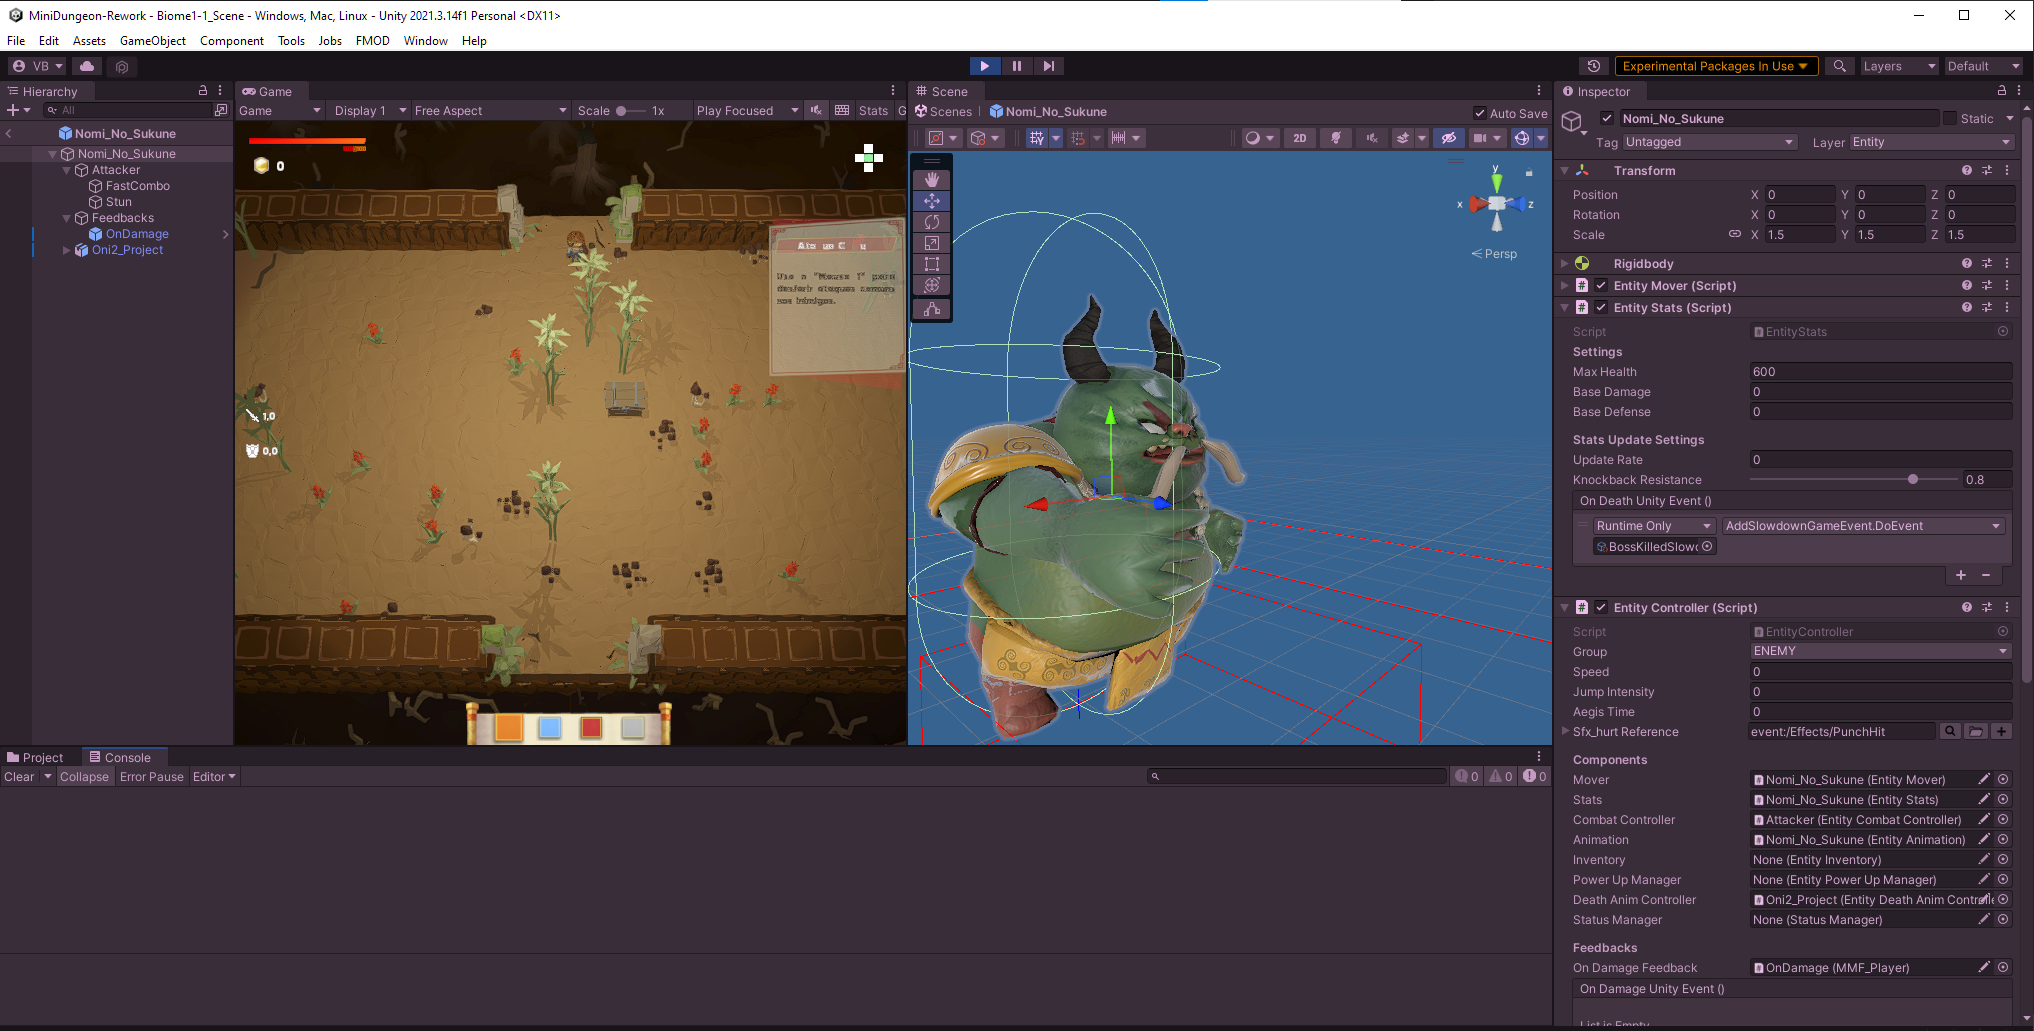 MiniDungeon-Rework - Biome1-1_Scene - Windows, Mac, Linux - Unity 2021.3.14f1 Personal <DX11>
File Edit Assets GameObject Component Tools Jobs FMOD Window Help
VB
Experimental Packages In Use
Layers
Default
Hierarchy
All
Nomi_No_Sukune
Nomi_No_Sukune
Attacker
FastCombo
Stun
Feedbacks
OnDamage
Oni2_Project
Game
Game Display 1 Free Aspect Scale 1x Play Focused Stats G
0
Use o "Mouse 1" para
1,0
0,0
Scene
Scenes Nomi_No_Sukune Auto Save
2D
y
x
z
Persp
Project Console
Clear Collapse Error Pause Editor
0 0 0
Inspector
Nomi_No_Sukune Static
Tag Untagged Layer Entity
Transform
Position X 0 Y 0 Z 0
Rotation X 0 Y 0 Z 0
Scale X 1.5 Y 1.5 Z 1.5
Rigidbody
Entity Mover (Script)
Entity Stats (Script)
Script EntityStats
Settings
Max Health 600
Base Damage 0
Base Defense 0
Stats Update Settings
Update Rate 0
Knockback Resistance 0.8
On Death Unity Event ()
Runtime Only AddSlowdownGameEvent.DoEvent
BossKilledSlowd
Entity Controller (Script)
Script EntityController
Group ENEMY
Speed 0
Jump Intensity 0
Aegis Time 0
Sfx_hurt Reference event:/Effects/PunchHit
Components
Mover Nomi_No_Sukune (Entity Mover)
Stats Nomi_No_Sukune (Entity Stats)
Combat Controller Attacker (Entity Combat Controller)
Animation Nomi_No_Sukune (Entity Animation)
Inventory None (Entity Inventory)
Power Up Manager None (Entity Power Up Manager)
Death Anim Controller Oni2_Project (Entity Death Anim Controlle
Status Manager None (Status Manager)
Feedbacks
On Damage Feedback OnDamage (MMF_Player)
On Damage Unity Event ()
List is Empty